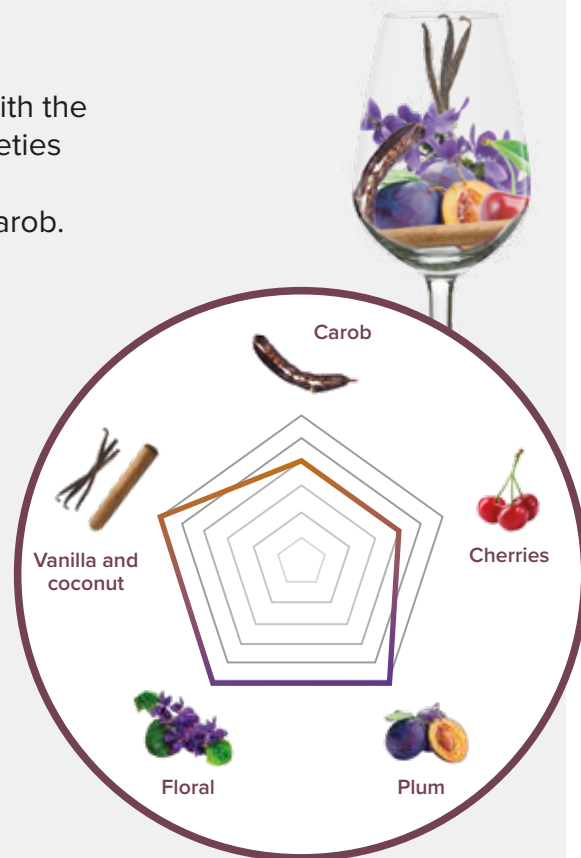 ith the
eties
arob.
Carob
Cherries
Vanilla and
coconut
Floral
Plum